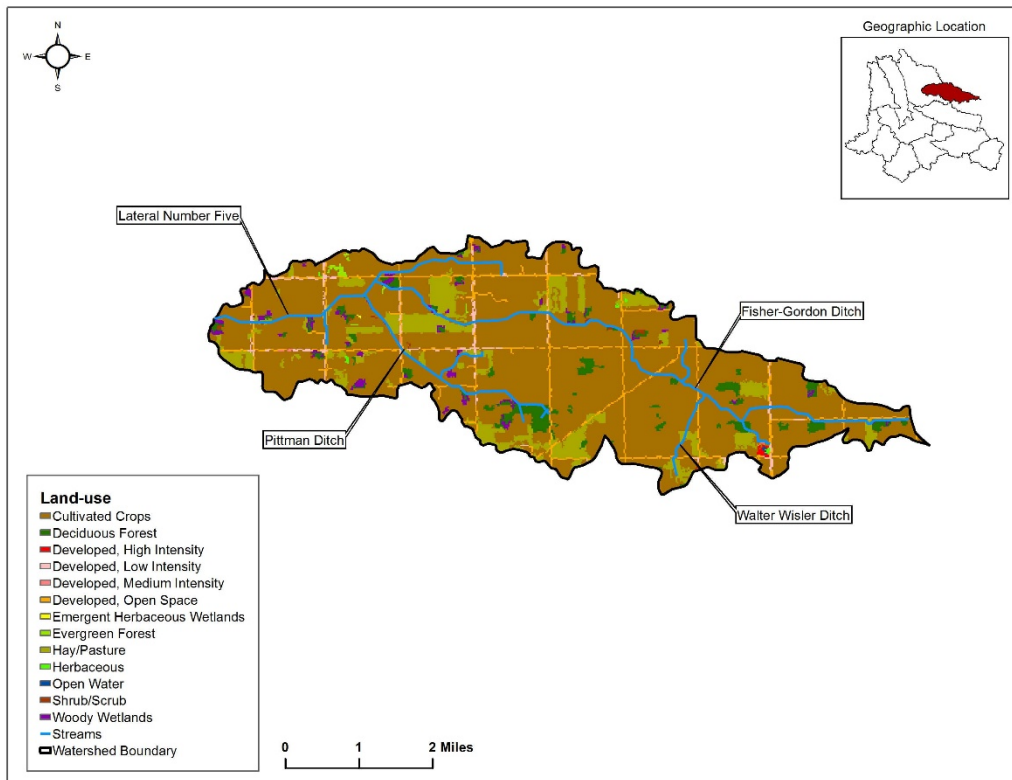 N
W E
S
Geographic Location
Lateral Number Five
Fisher-Gordon Ditch
Pittman Ditch
Walter Wisler Ditch
Land-use
Cultivated Crops
Deciduous Forest
Developed, High Intensity
Developed, Low Intensity
Developed, Medium Intensity
Developed, Open Space
Emergent Herbaceous Wetlands
Evergreen Forest
Hay/Pasture
Herbaceous
Open Water
Shrub/Scrub
Woody Wetlands
Streams
Watershed Boundary
0 1 2 Miles